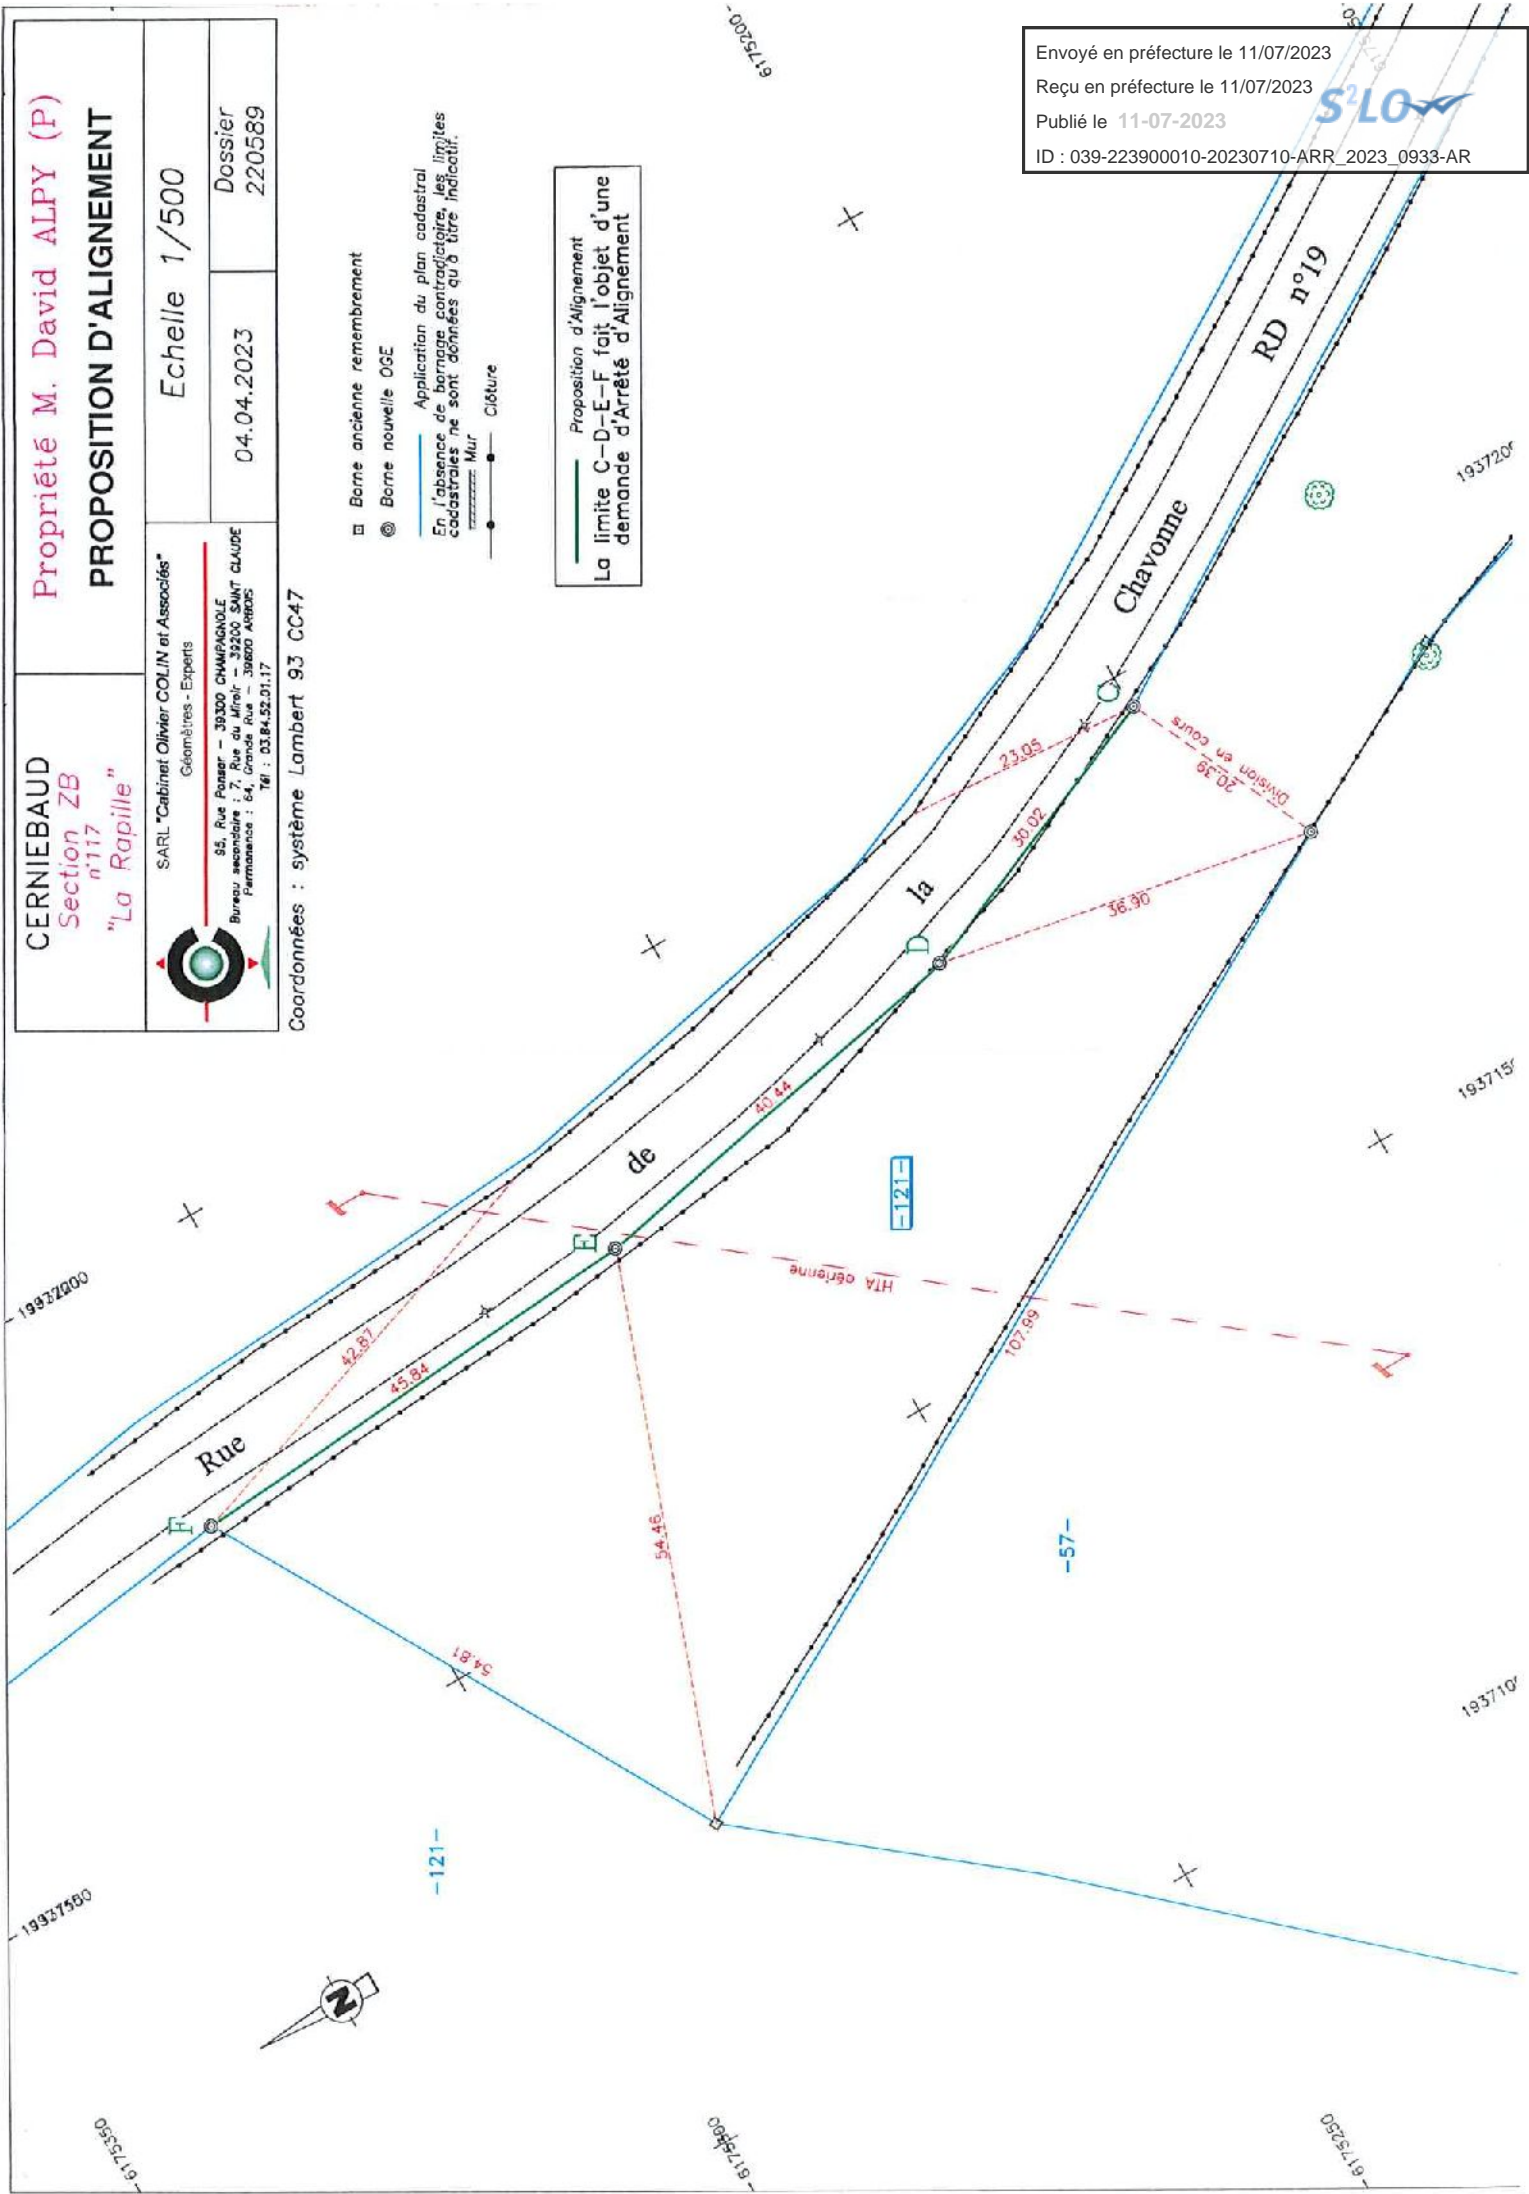 Envoyé en préfecture le 11/07/2023
Reçu en préfecture le 11/07/2023
Publié le 11-07-2023
S²LO
ID : 039-223900010-20230710-ARR_2023_0933-AR
CERNIEBAUD
Section ZB
n°117
"La Rapille"
Propriété M. David ALPY (P)
PROPOSITION D'ALIGNEMENT
SARL "Cabinet Olivier COLIN et Associés"
Géomètres - Experts
95, Rue Ponser - 39300 CHAMPAGNOLE
Bureau secondaire : 7, Rue du Miroir - 39200 SAINT CLAUDE
Permanence : 64, Grande Rue - 39600 ARBOIS
Tél : 03.84.52.01.17
Echelle 1/500
04.04.2023
Dossier
220589
Coordonnées : système Lambert 93 CC47
Borne ancienne remembrement
Borne nouvelle OGE
Application du plan cadastral
En l'absence de bornage contradictoire, les limites
cadastrales ne sont données qu'à titre indicatif.
Mur
Clôture
Proposition d'Alignement
La limite C-D-E-F fait l'objet d'une
demande d'Arrêté d'Alignement
Rue
de
la
Chavonne
RD n°19
F
E
D
C
42.87
45.84
40.44
30.02
23.05
20.39
Division en cours
36.90
54.46
54.81
107.99
HTA aérienne
-121-
-121-
-57-
N
6175200
6175250
6175350
193720
193715
193710